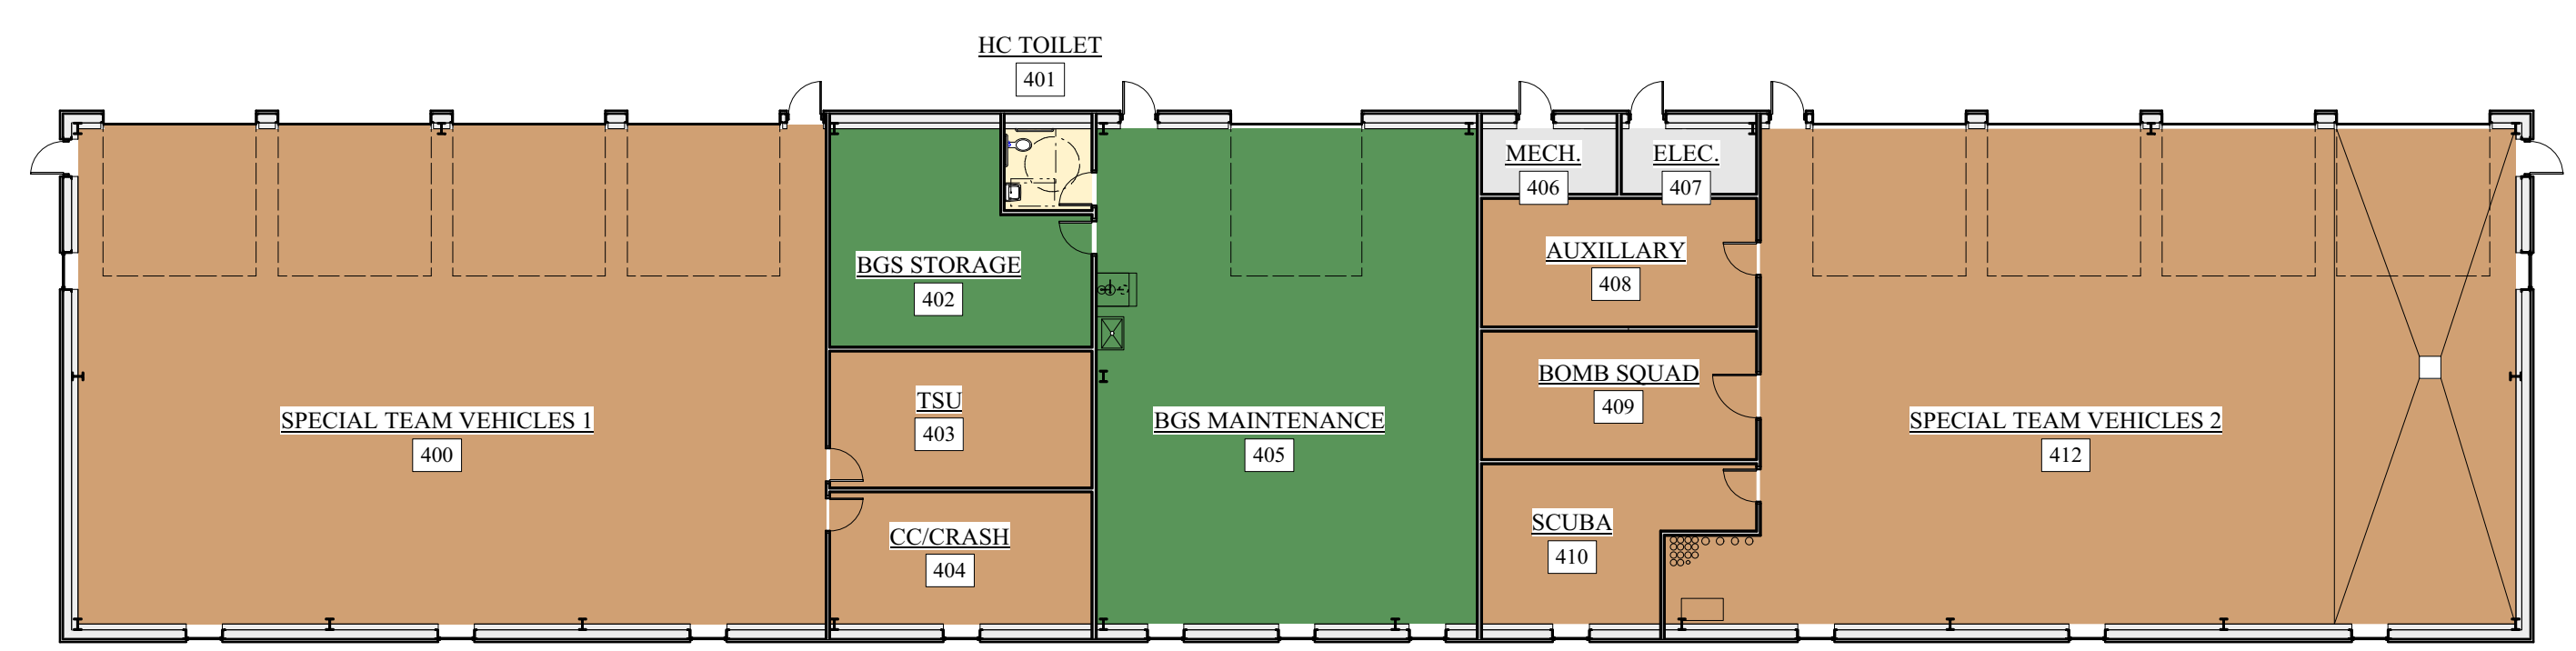 HC TOILET
401
MECH.
406
ELEC.
407
BGS STORAGE
402
AUXILLARY
408
TSU
403
BOMB SQUAD
409
SPECIAL TEAM VEHICLES 1
400
BGS MAINTENANCE
405
SPECIAL TEAM VEHICLES 2
412
CC/CRASH
404
SCUBA
410